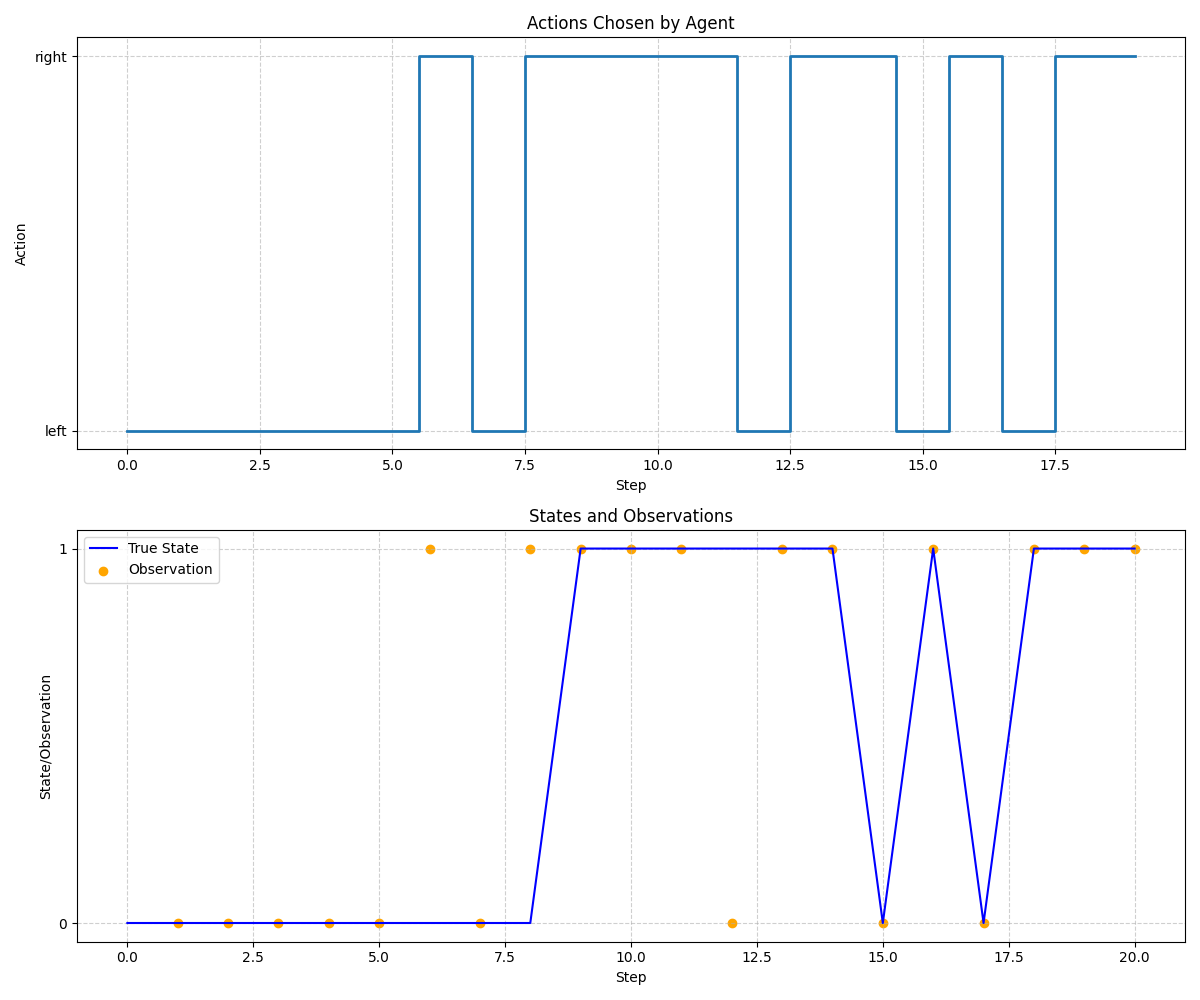 Actions Chosen by Agent
right
Action
left
0.0 2.5 5.0 7.5 10.0 12.5 15.0 17.5
Step
States and Observations
1
True State
Observation
State/Observation
0
0.0 2.5 5.0 7.5 10.0 12.5 15.0 17.5 20.0
Step